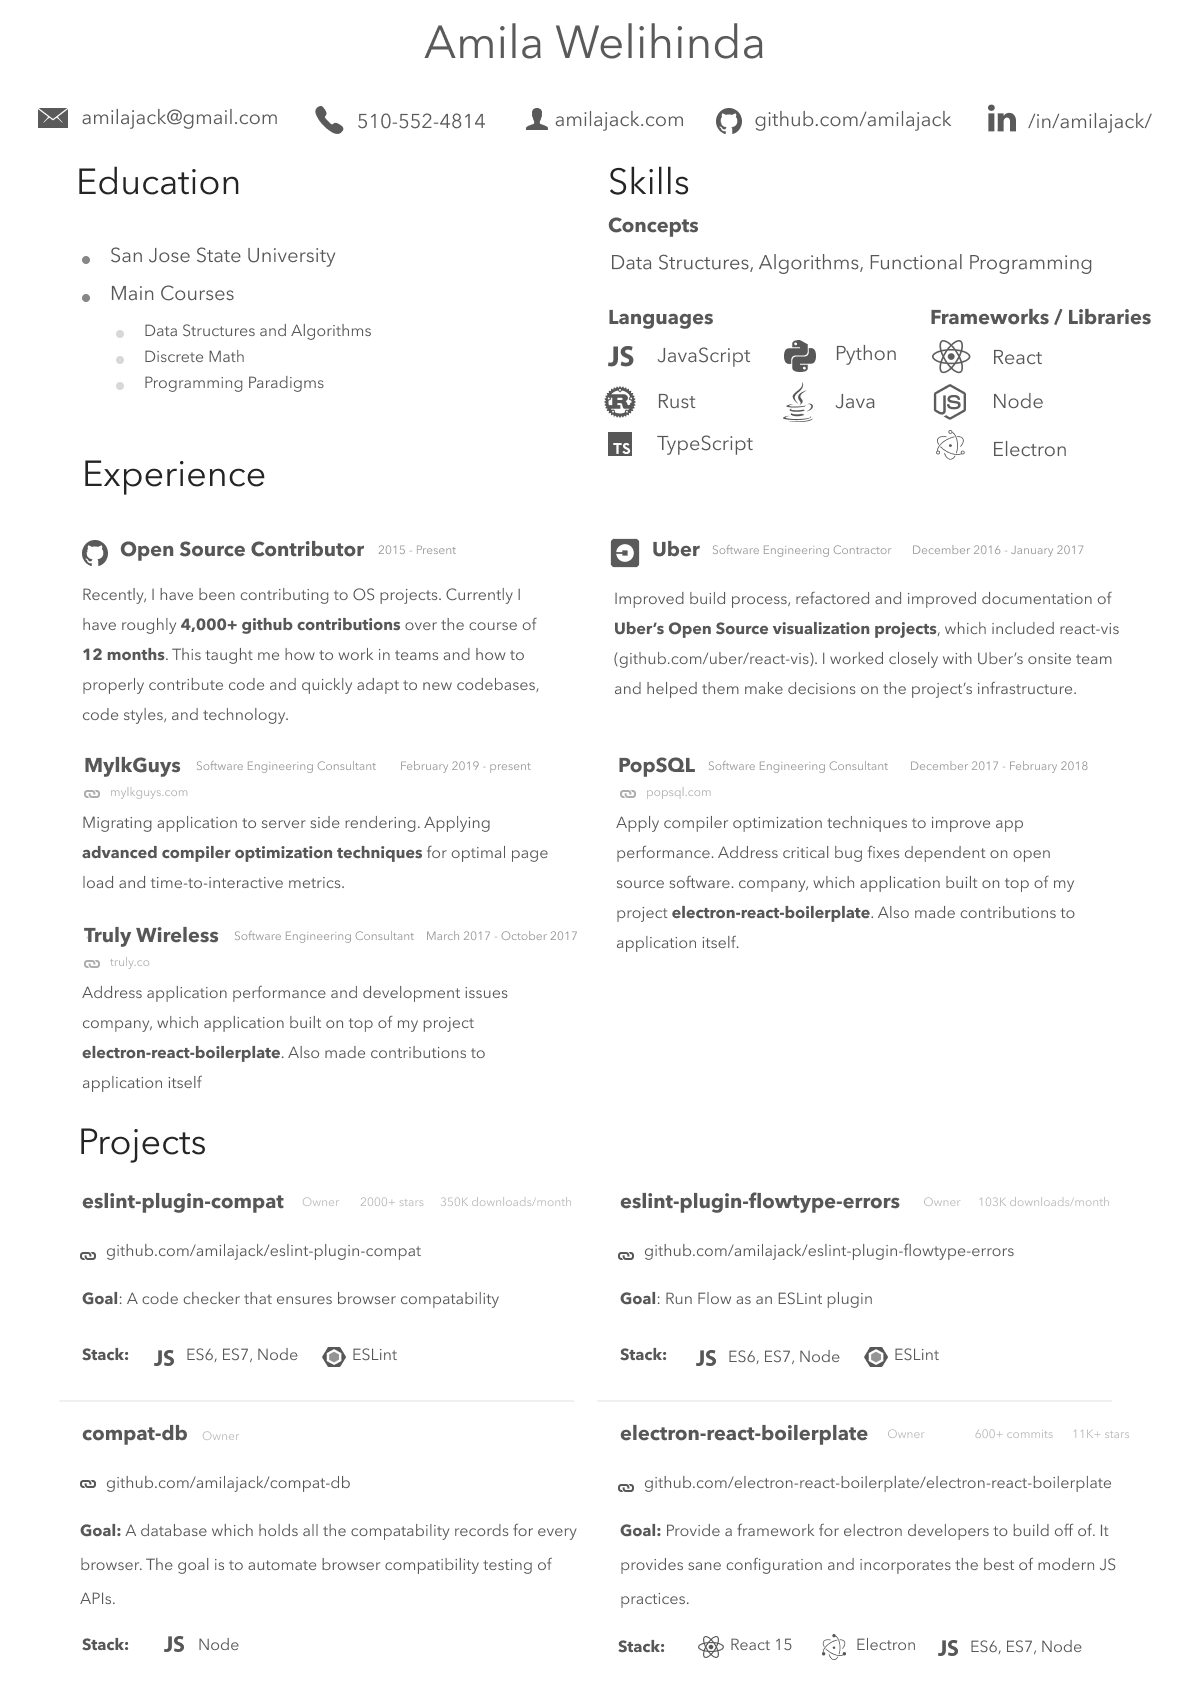 Amila Welihinda
amilajack@gmail.com
510-552-4814
amilajack.com
github.com/amilajack
in /in/amilajack/
Education
San Jose State University
Main Courses
Data Structures and Algorithms
Discrete Math
Programming Paradigms
Skills
Concepts
Data Structures, Algorithms, Functional Programming
Languages
JS JavaScript
Python
R Rust
Java
TS TypeScript
Frameworks / Libraries
React
JS Node
Electron
Experience
Open Source Contributor 2015 - Present
Recently, I have been contributing to OS projects. Currently I
have roughly 4,000+ github contributions over the course of
12 months. This taught me how to work in teams and how to
properly contribute code and quickly adapt to new codebases,
code styles, and technology.
Uber Software Engineering Contractor December 2016 - January 2017
Improved build process, refactored and improved documentation of
Uber’s Open Source visualization projects, which included react-vis
(github.com/uber/react-vis). I worked closely with Uber’s onsite team
and helped them make decisions on the project’s infrastructure.
MylkGuys Software Engineering Consultant February 2019 - present
mylkguys.com
Migrating application to server side rendering. Applying
advanced compiler optimization techniques for optimal page
load and time-to-interactive metrics.
PopSQL Software Engineering Consultant December 2017 - February 2018
popsql.com
Apply compiler optimization techniques to improve app
performance. Address critical bug fixes dependent on open
source software. company, which application built on top of my
project electron-react-boilerplate. Also made contributions to
application itself.
Truly Wireless Software Engineering Consultant March 2017 - October 2017
truly.co
Address application performance and development issues
company, which application built on top of my project
electron-react-boilerplate. Also made contributions to
application itself
Projects
eslint-plugin-compat Owner 2000+ stars 350K downloads/month
github.com/amilajack/eslint-plugin-compat
Goal: A code checker that ensures browser compatability
Stack: JS ES6, ES7, Node ESLint
eslint-plugin-flowtype-errors Owner 103K downloads/month
github.com/amilajack/eslint-plugin-flowtype-errors
Goal: Run Flow as an ESLint plugin
Stack: JS ES6, ES7, Node ESLint
compat-db Owner
github.com/amilajack/compat-db
Goal: A database which holds all the compatability records for every
browser. The goal is to automate browser compatibility testing of
APIs.
Stack: JS Node
electron-react-boilerplate Owner 600+ commits 11K+ stars
github.com/electron-react-boilerplate/electron-react-boilerplate
Goal: Provide a framework for electron developers to build off of. It
provides sane configuration and incorporates the best of modern JS
practices.
Stack: React 15 Electron JS ES6, ES7, Node